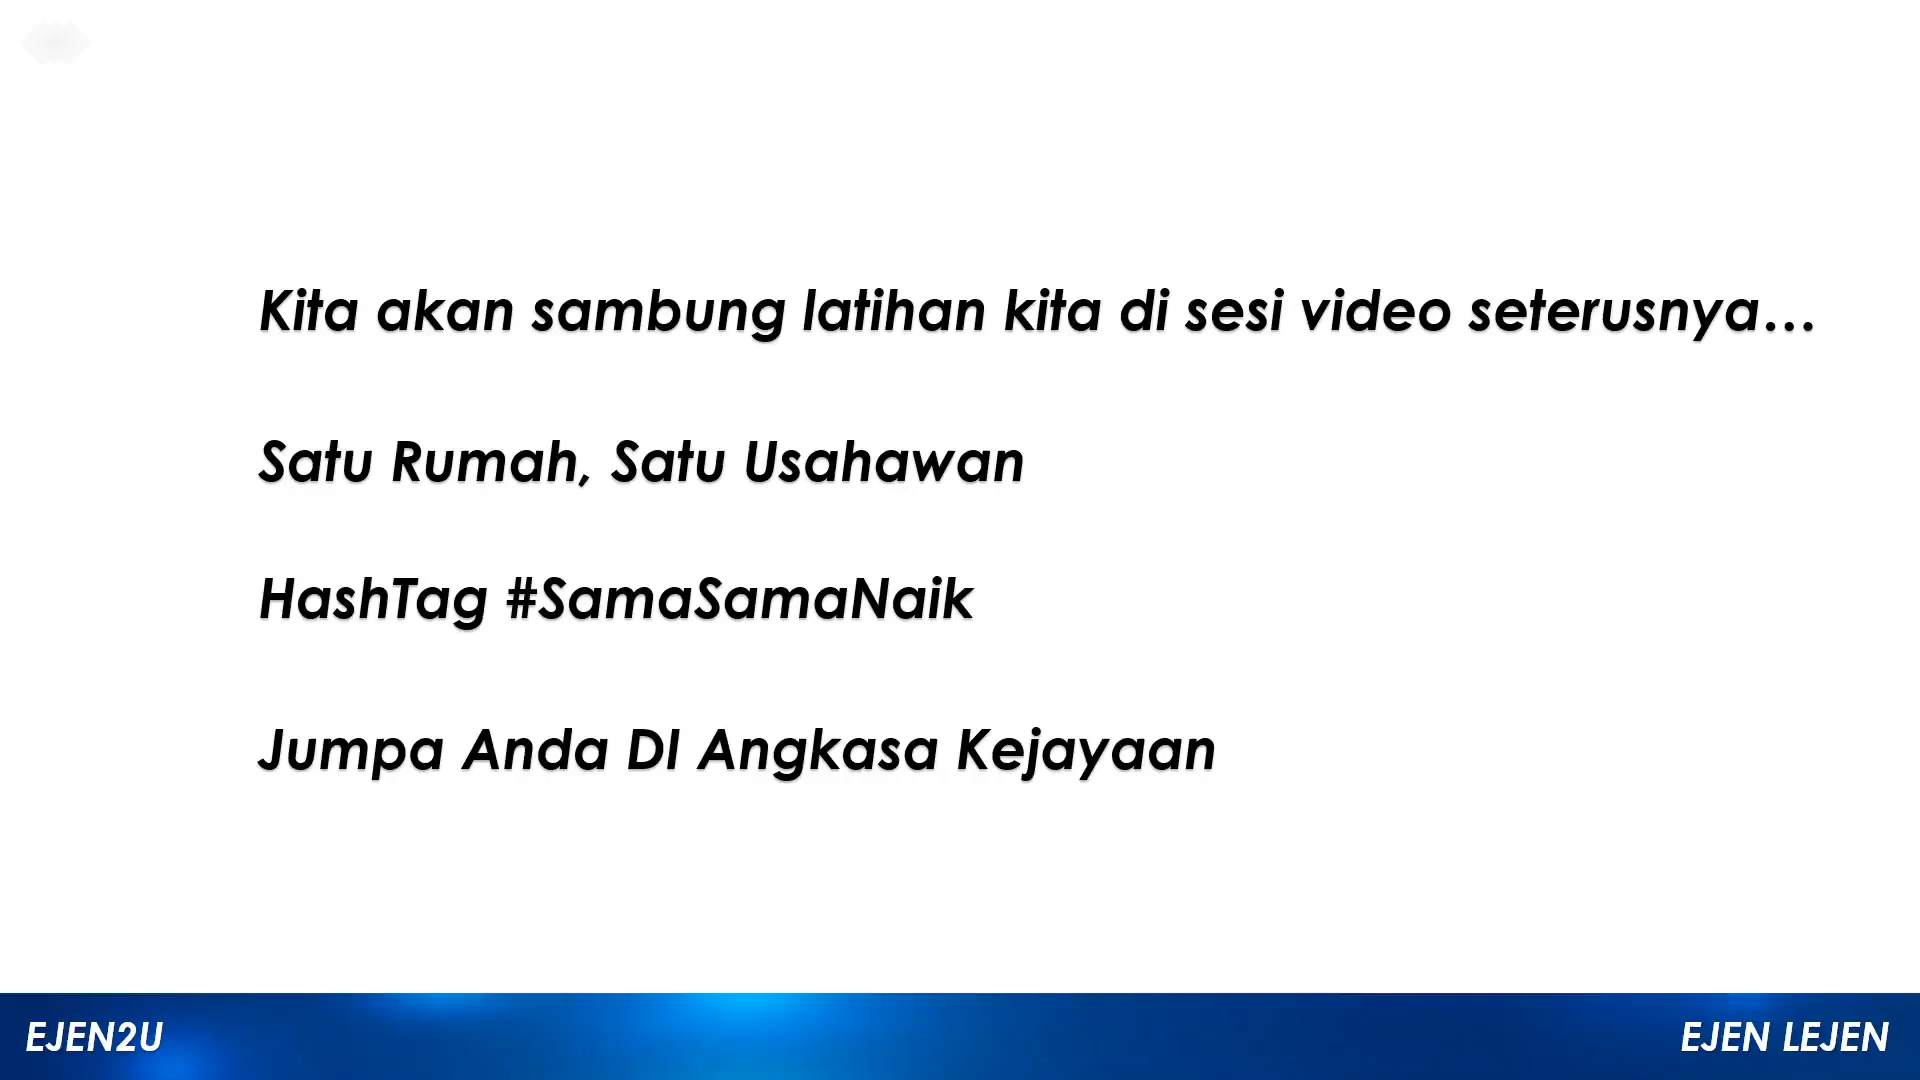 Kita akan sambung latihan kita di sesi video seterusnya…
Satu Rumah, Satu Usahawan
HashTag #SamaSamaNaik
Jumpa Anda DI Angkasa Kejayaan
EJEN2U
EJEN LEJEN